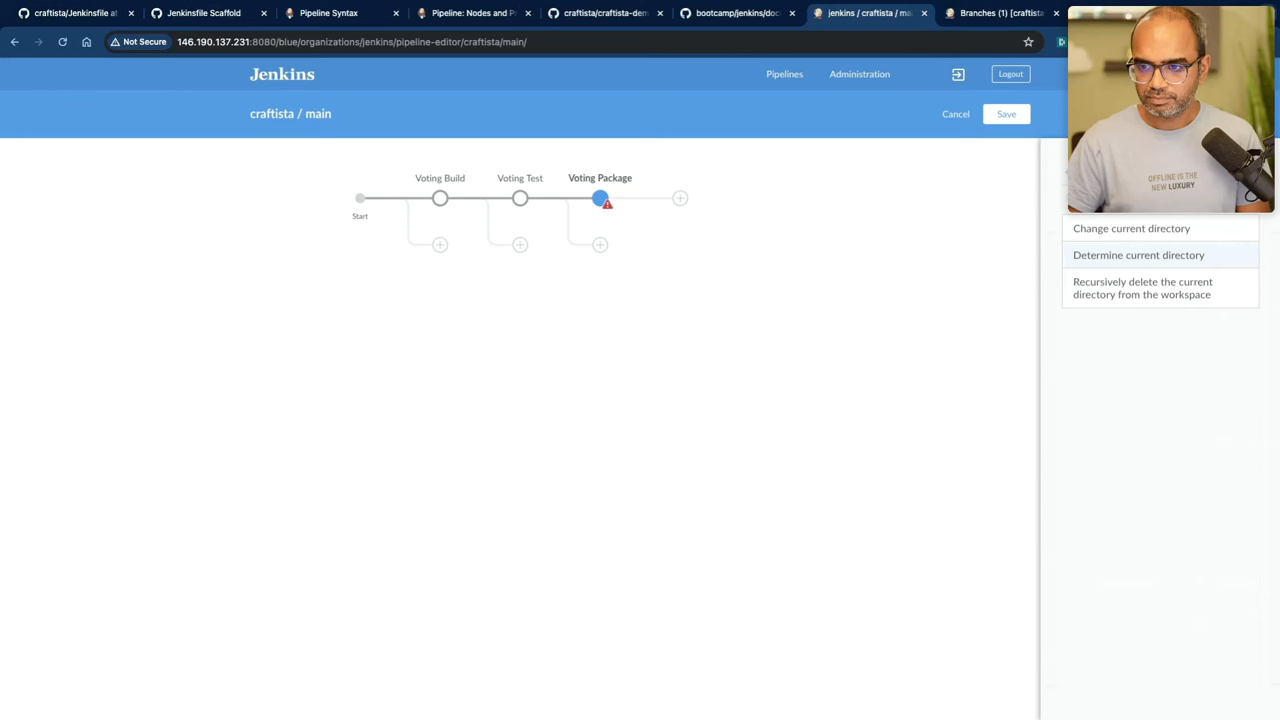 craftista/Jenkinsfile at
Jenkinsfile Scaffold
Pipeline Syntax
Pipeline: Nodes and P
craftista/craftista-dem
bootcamp/jenkins/doc
jenkins / craftista / ma
Branches (1) [craftista
Not Secure
146.190.137.231:8080/blue/organizations/jenkins/pipeline-editor/craftista/main/
Jenkins
Pipelines
Administration
Logout
craftista / main
Cancel
Save
Voting Build
Voting Test
Voting Package
Start
OFFLINE IS THE
NEW LUXURY
Change current directory
Determine current directory
Recursively delete the current
directory from the workspace